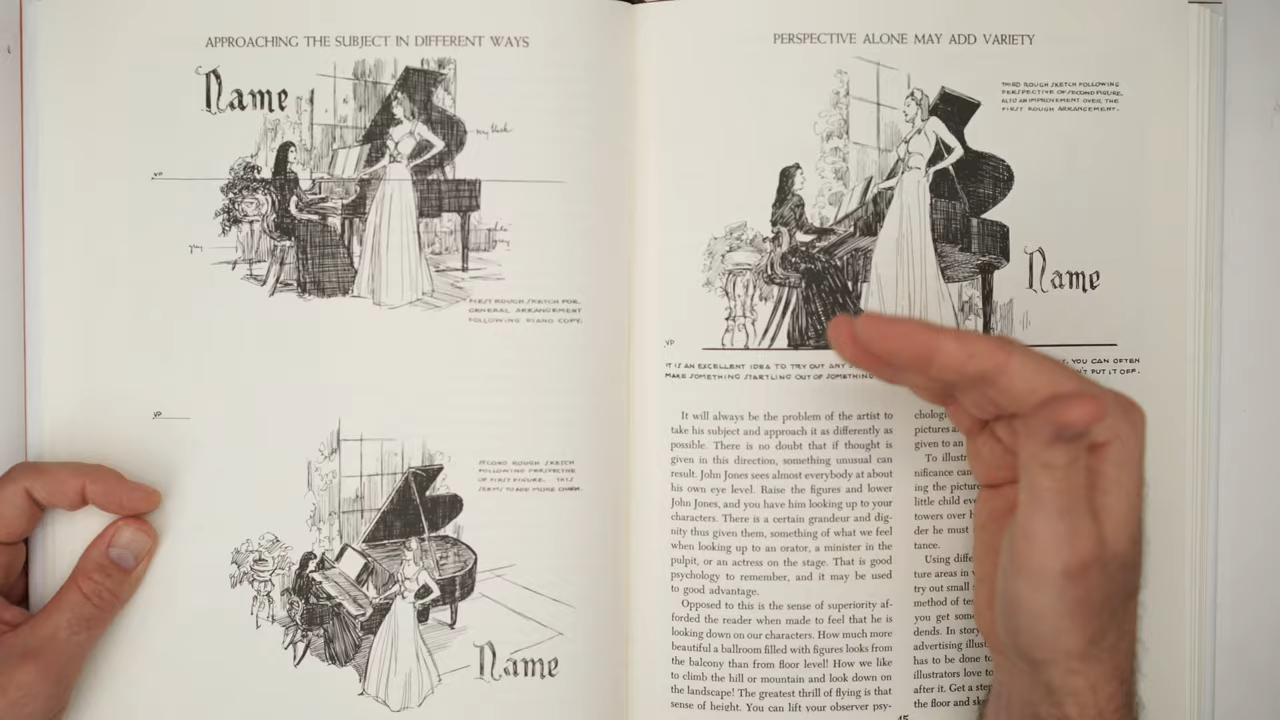 APPROACHING THE SUBJECT IN DIFFERENT WAYS
Name
VP
FIRST ROUGH SKETCH FOR
GENERAL ARRANGEMENT
FOLLOWING PIANO COPY.
VP
SECOND ROUGH SKETCH
FOLLOWING PERSPECTIVE
OF FIRST FIGURE. THIS
SEEMS TO ADD MORE CHARM.
Name
PERSPECTIVE ALONE MAY ADD VARIETY
THIRD ROUGH SKETCH FOLLOWING
PERSPECTIVE OF SECOND FIGURE.
ALSO AN IMPROVEMENT OVER THE
FIRST ROUGH ARRANGEMENT.
Name
VP
IT IS AN EXCELLENT IDEA TO TRY OUT ANY YOU CAN OFTEN
MAKE SOMETHING STARTLING OUT OF SOMETHING PUT IT OFF.
It will always be the problem of the artist to
take his subject and approach it as differently as
possible. There is no doubt that if thought is
given in this direction, something unusual can
result. John Jones sees almost everybody at about
his own eye level. Raise the figures and lower
John Jones, and you have him looking up to your
characters. There is a certain grandeur and dig-
nity thus given them, something of what we feel
when looking up to an orator, a minister in the
pulpit, or an actress on the stage. That is good
psychology to remember, and it may be used
to good advantage.
Opposed to this is the sense of superiority af-
forded the reader when made to feel that he is
looking down on our characters. How much more
beautiful a ballroom filled with figures looks from
the balcony than from floor level! How we like
to climb the hill or mountain and look down on
the landscape! The greatest thrill of flying is that
sense of height. You can lift your observer psy-
chologi
pictures a
given to an
To illustr
nificance can
ing the picture
little child eve
towers over h
der he must
tance.
Using diffe
ture areas in
try out small
method of te
you get som
dends. In story
advertising illust
has to be done to
illustrators love to
after it. Get a step
the floor and sk
45